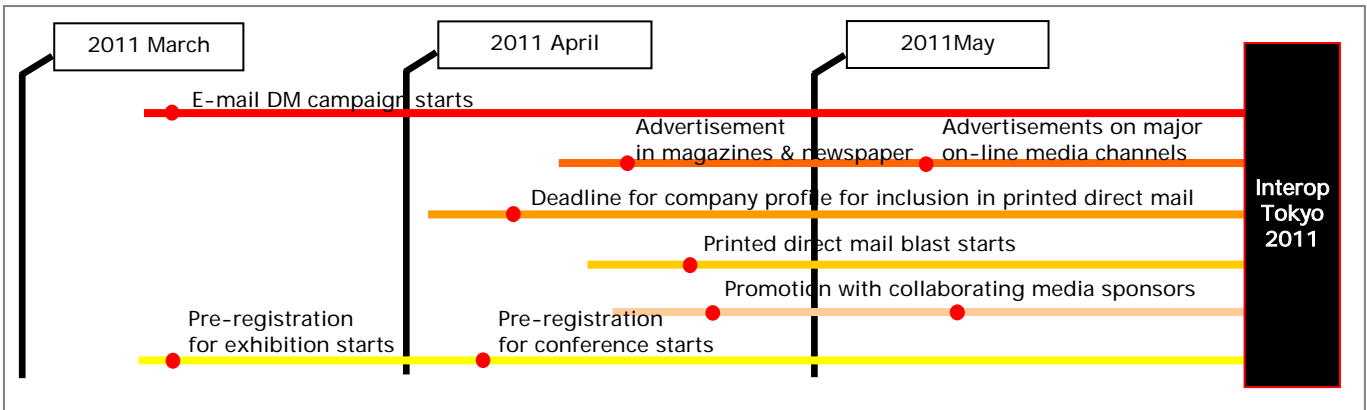 2011 March
2011 April
2011May
E-mail DM campaign starts
Advertisement
in magazines & newspaper
Advertisements on major
on-line media channels
Deadline for company profile for inclusion in printed direct mail
Printed direct mail blast starts
Promotion with collaborating media sponsors
Pre-registration
for exhibition starts
Pre-registration
for conference starts
Interop
Tokyo
2011